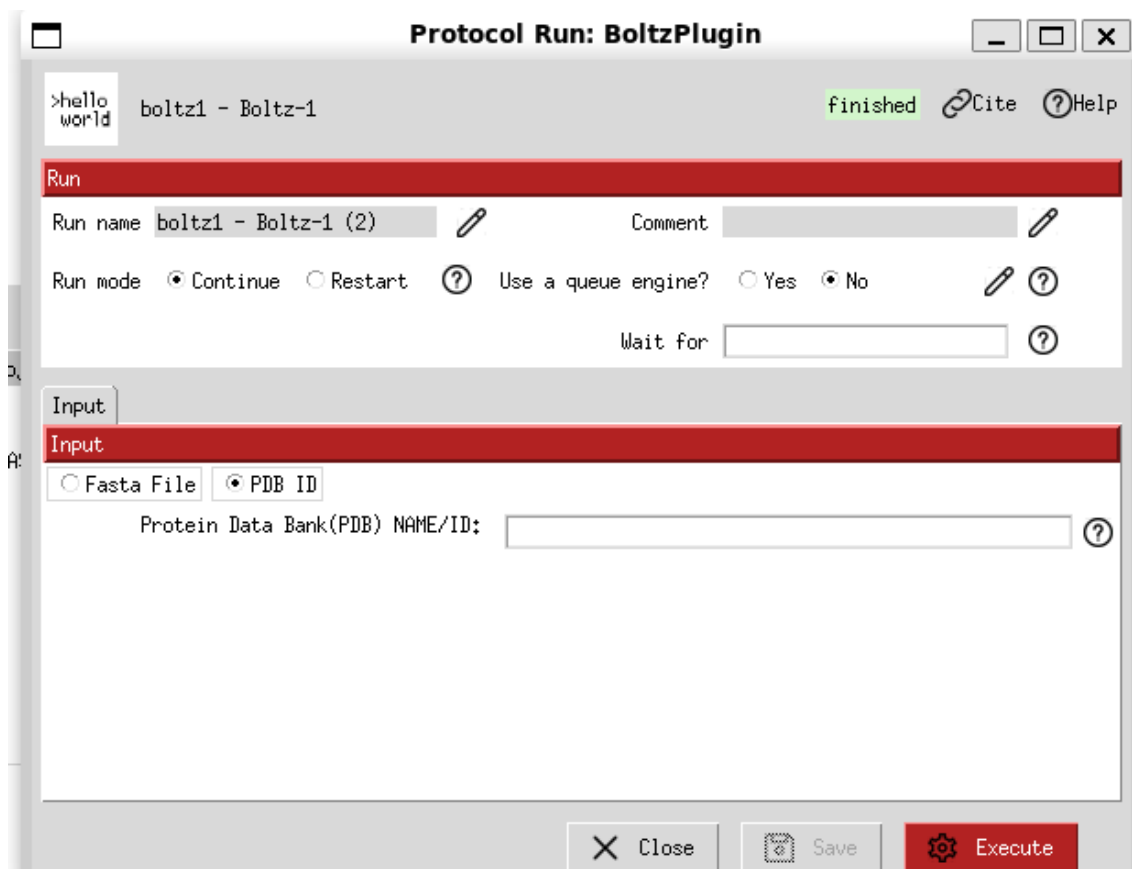 Protocol Run: BoltzPlugin
>hello
world
boltz1 - Boltz-1
finished Cite Help
Run
Run name boltz1 - Boltz-1 (2) Comment
Run mode Continue Restart Use a queue engine? Yes No
Wait for
Input
Input
Fasta File PDB ID
Protein Data Bank(PDB) NAME/ID:
Close Save Execute